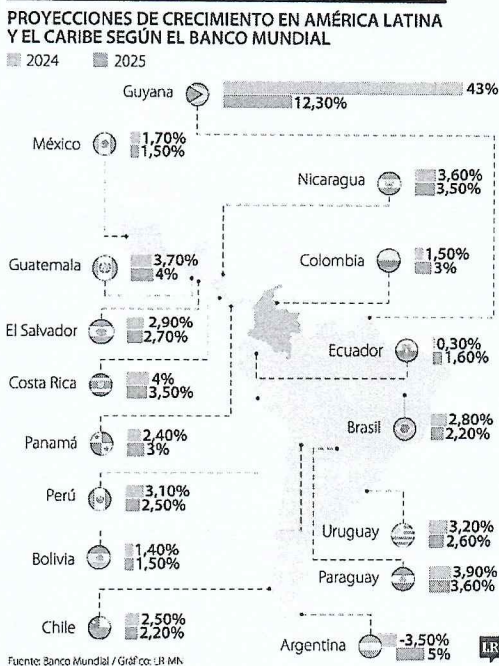 PROYECCIONES DE CRECIMIENTO EN AMÉRICA LATINA
Y EL CARIBE SEGÚN EL BANCO MUNDIAL
2024 2025
Guyana
43%
12,30%
México
1,70%
1,50%
Nicaragua
3,60%
3,50%
Guatemala
3,70%
4%
Colombia
1,50%
3%
El Salvador
2,90%
2,70%
Ecuador
0,30%
1,60%
Costa Rica
4%
3,50%
Brasil
2,80%
2,20%
Panamá
2,40%
3%
Perú
3,10%
2,50%
Uruguay
3,20%
2,60%
Bolivia
1,40%
1,50%
Paraguay
3,90%
3,60%
Chile
2,50%
2,20%
Argentina
-3,50%
5%
Fuente: Banco Mundial / Gráfico: LR-MN
LR